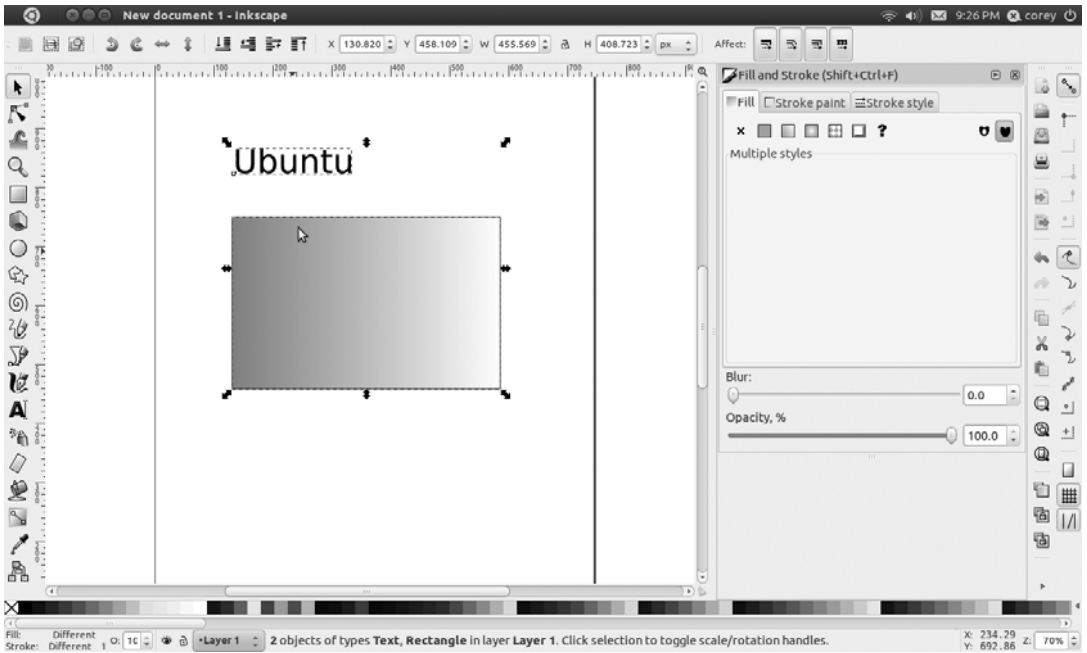 New document 1 - Inkscape
9:26 PM corey
X 130.820 Y 458.109 W 455.569 H 408.723 px Affect:
Fill and Stroke (Shift+Ctrl+F)
Fill Stroke paint Stroke style
?
Multiple styles
Ubuntu
Blur:
0.0
Opacity, %
100.0
Fill: Different
Stroke: Different 1
O: 10
•Layer 1
2 objects of types Text, Rectangle in layer Layer 1. Click selection to toggle scale/rotation handles.
X: 234.29
Y: 692.86
Z: 70%